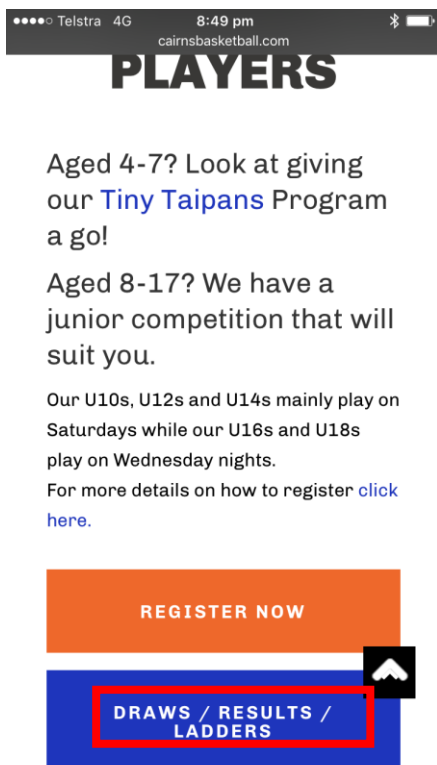 Telstra 4G 8:49 pm
cairnsbasketball.com
PLAYERS
Aged 4-7? Look at giving
our Tiny Taipans Program
a go!
Aged 8-17? We have a
junior competition that will
suit you.
Our U10s, U12s and U14s mainly play on
Saturdays while our U16s and U18s
play on Wednesday nights.
For more details on how to register click
here.
REGISTER NOW
DRAWS / RESULTS /
LADDERS